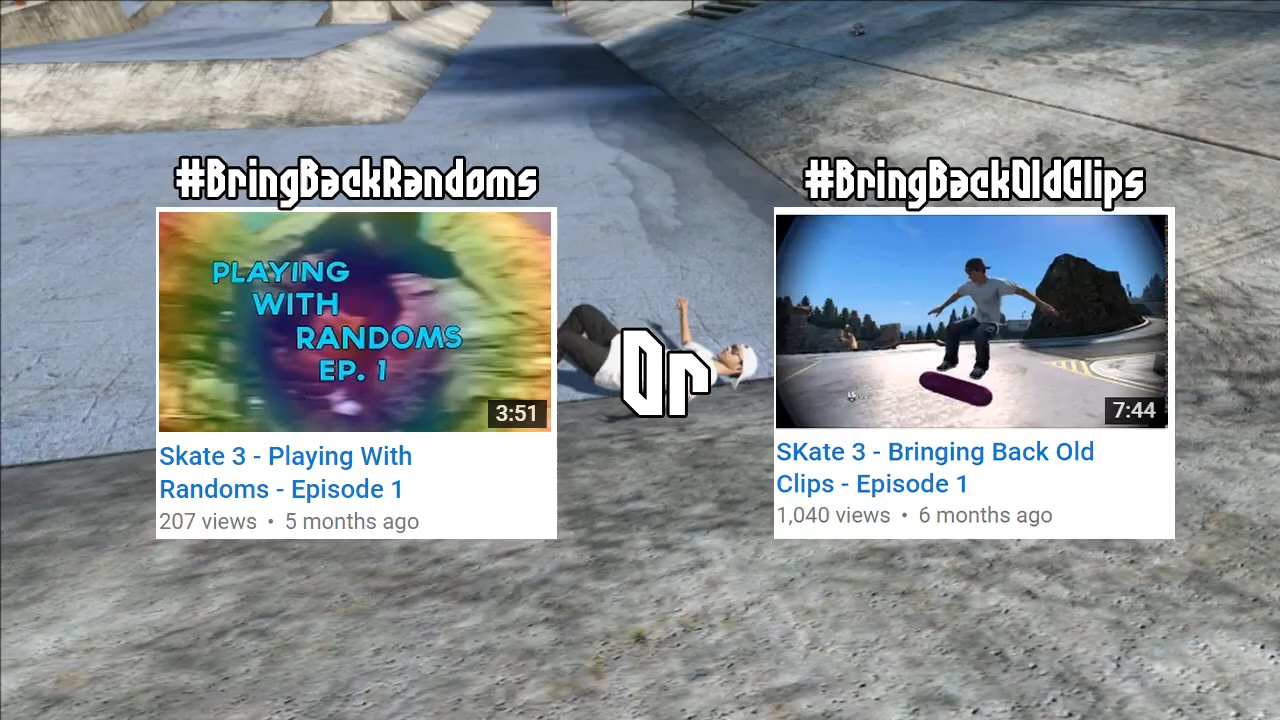 #BringBackRandoms
PLAYING
WITH
RANDOMS
EP. 1
3:51
Skate 3 - Playing With
Randoms - Episode 1
207 views • 5 months ago
Or
#BringBackOldClips
7:44
SKate 3 - Bringing Back Old
Clips - Episode 1
1,040 views • 6 months ago